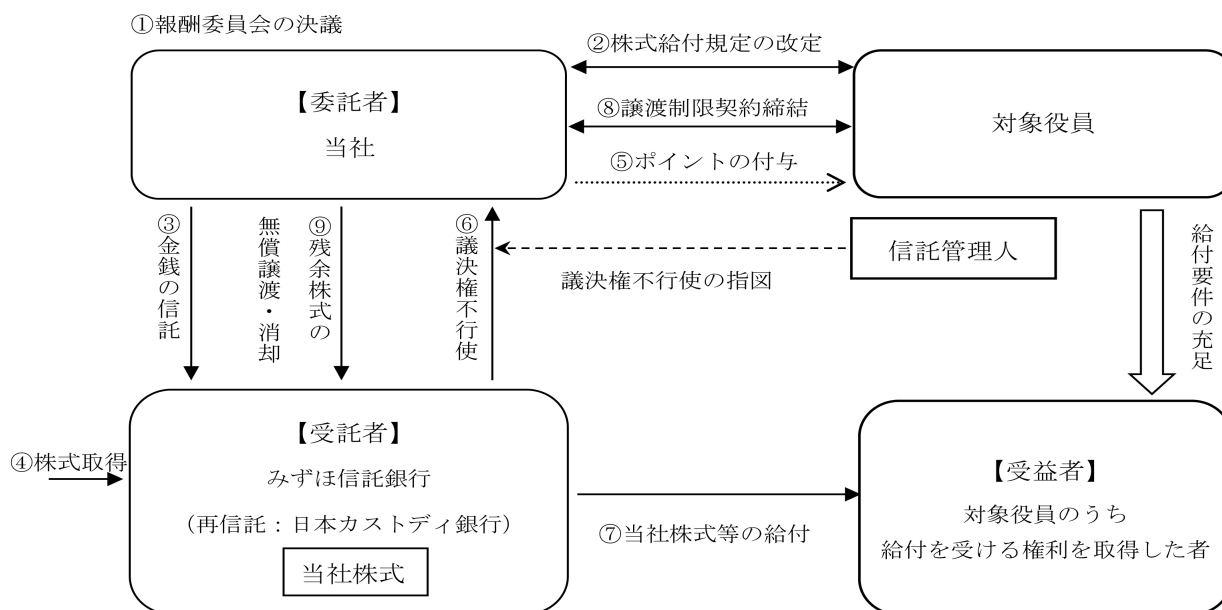 ①報酬委員会の決議
②株式給付規定の改定
【委託者】
当社
⑧譲渡制限契約締結
対象役員
⑤ポイントの付与
③金銭の信託
⑨残余株式の
無償譲渡・消却
⑥議決権不行使
信託管理人
議決権不行使の指図
給付要件の充足
④株式取得
【受託者】
みずほ信託銀行
（再信託：日本カストディ銀行）
当社株式
⑦当社株式等の給付
【受益者】
対象役員のうち
給付を受ける権利を取得した者